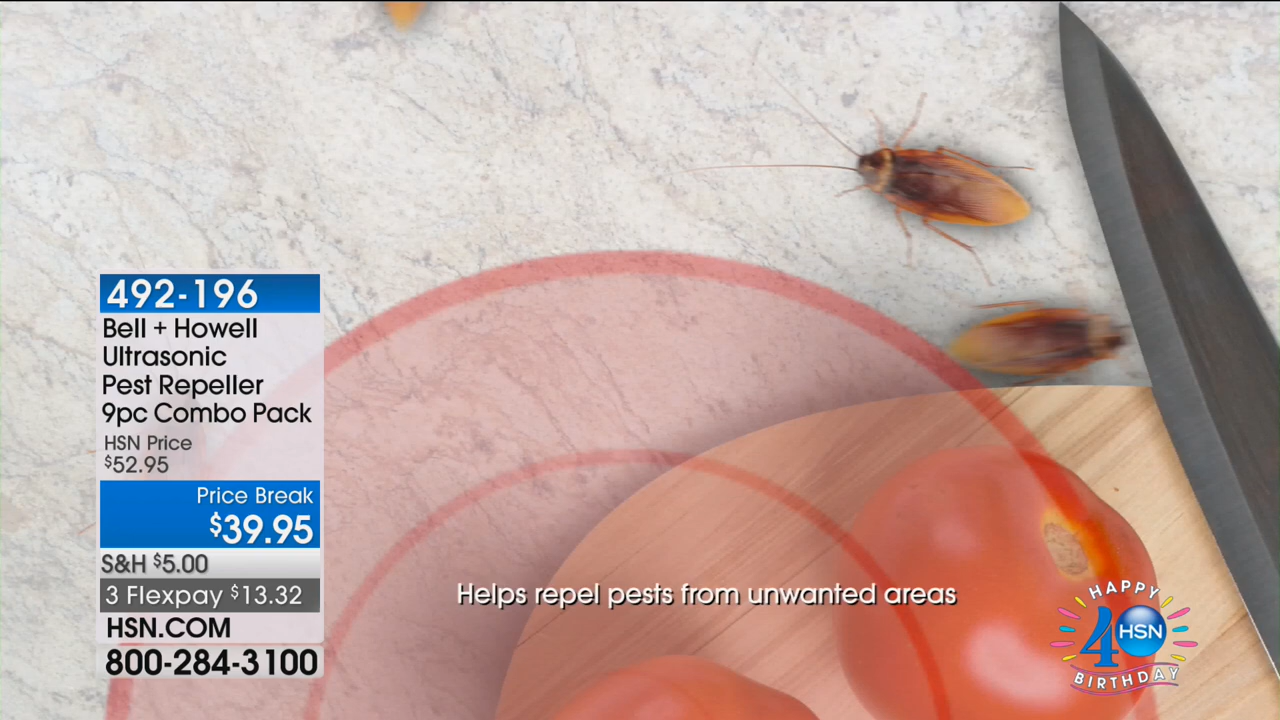 492-196
Bell + Howell
Ultrasonic
Pest Repeller
9pc Combo Pack
HSN Price
$52.95
Price Break
$39.95
S&H $5.00
3 Flexpay $13.32
HSN.COM
800-284-3100
Helps repel pests from unwanted areas
HAPPY
40 HSN
BIRTHDAY